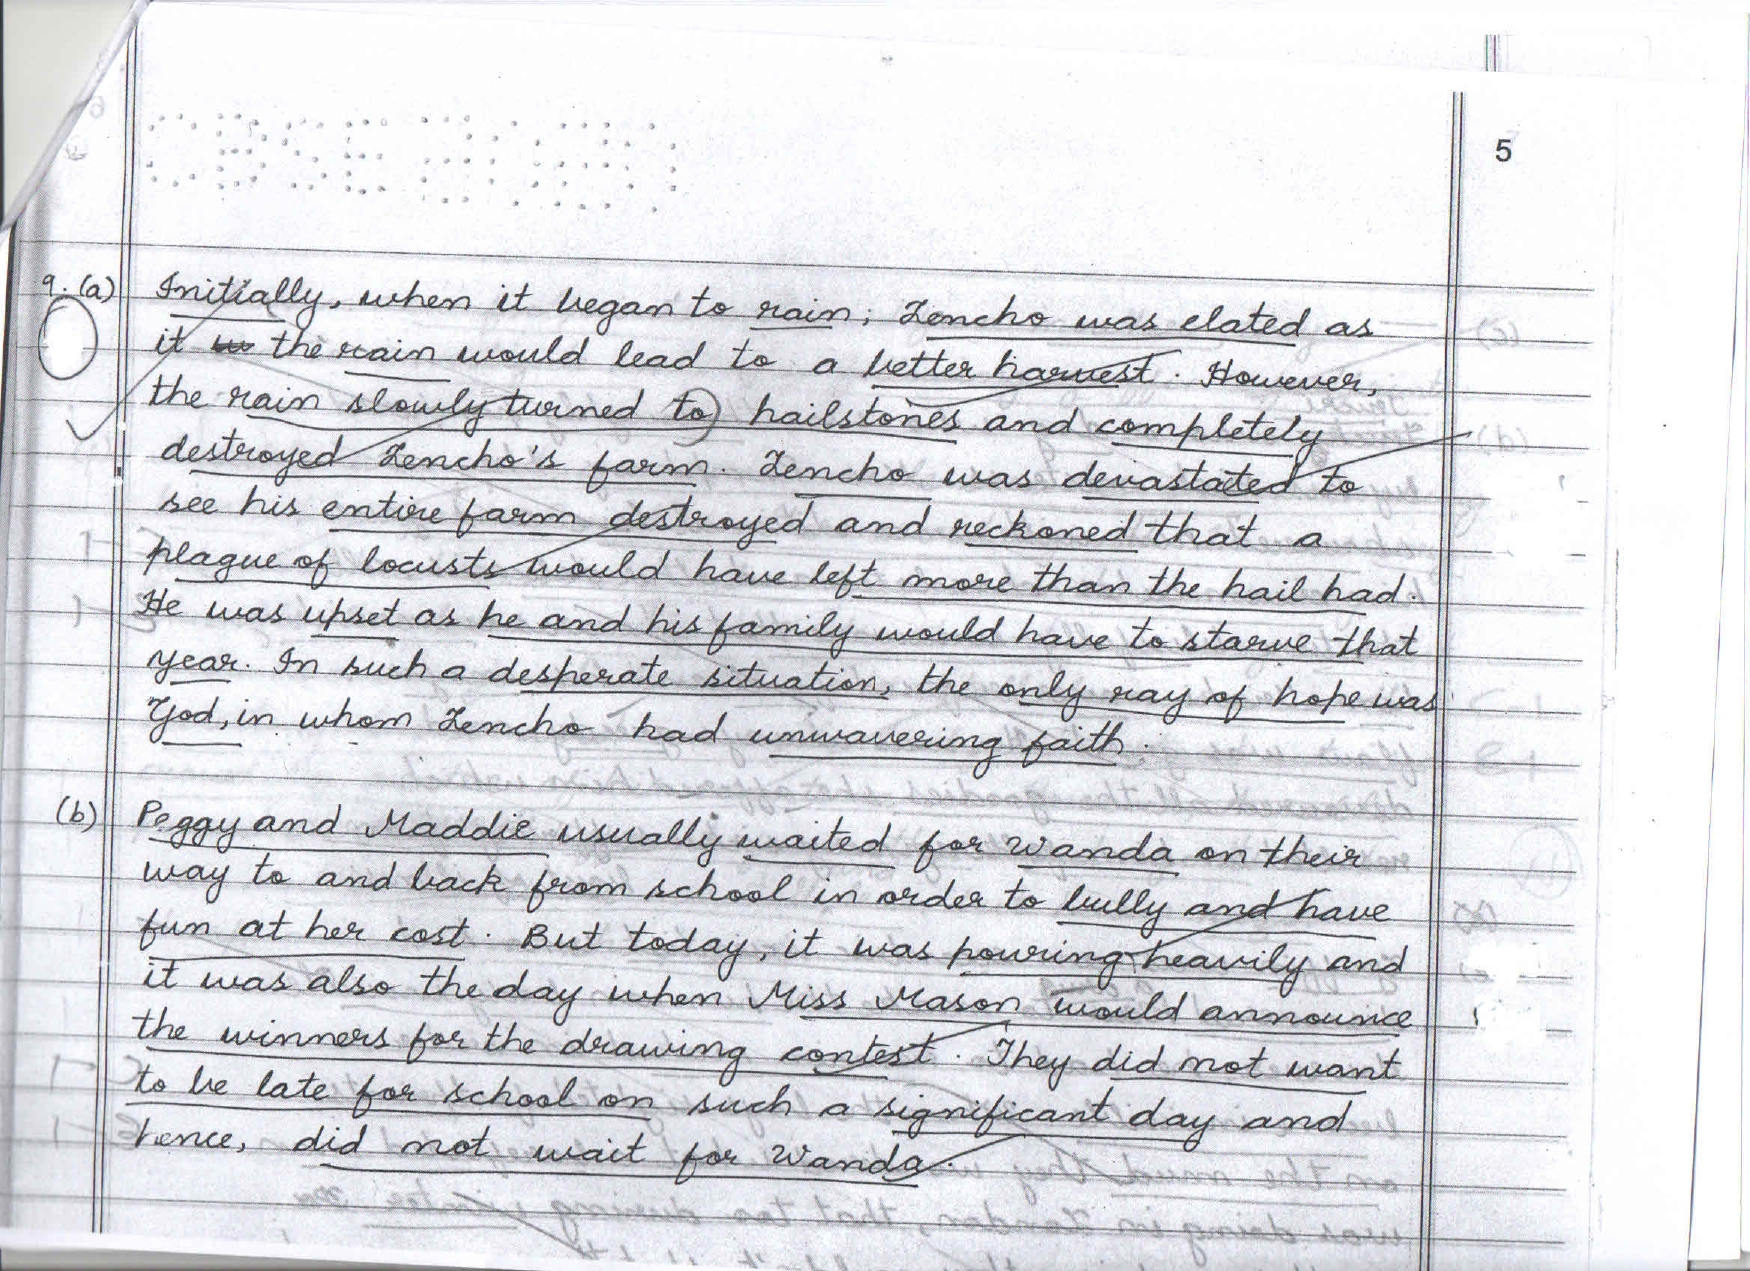 5
9. (a) Initially, when it began to rain; Lencho was elated as
it the rain would lead to a better harvest. However,
the rain slowly turned to hailstones and completely
destroyed Lencho's farm. Lencho was devastated to
see his entire farm destroyed and reckoned that a
plague of locusts would have left more than the hail had.
He was upset as he and his family would have to starve that
year. In such a desperate situation, the only ray of hope was
God, in whom Lencho had unwavering faith.
(b) Peggy and Maddie usually waited for Wanda on their
way to and back from school in order to bully and have
fun at her cost. But today, it was pouring heavily and
it was also the day when Miss Mason would announce
the winners for the drawing contest. They did not want
to be late for school on such a significant day and
hence, did not wait for Wanda.